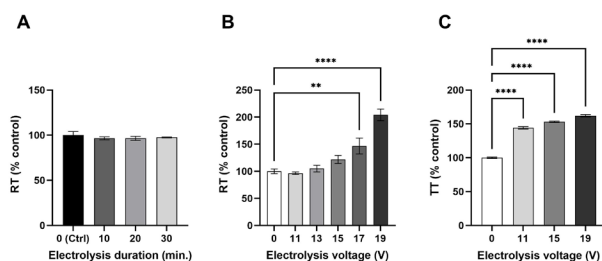 A
RT (% control)
150
100
50
0
0 (Ctrl) 10 20 30
Electrolysis duration (min.)
B
RT (% control)
250
200
150
100
50
0
****
**
0 11 13 15 17 19
Electrolysis voltage (V)
C
TT (% control)
200
150
100
50
0
****
****
****
0 11 15 19
Electrolysis voltage (V)